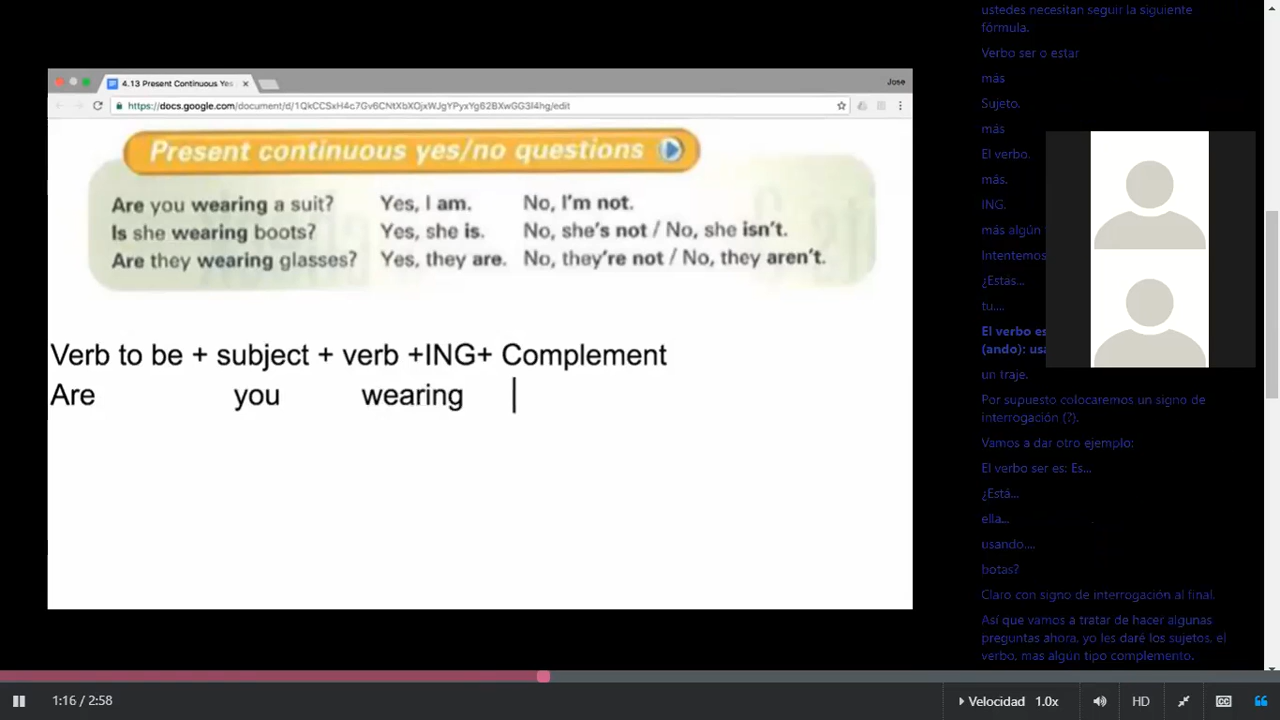 4.13 Present Continuous Yes
Jose
https://docs.google.com/document/d/1QkCCSxH4c7Gv6CNtXbXOjxWJgYPyxYg62BXwGG3l4hg/edit
Present continuous yes/no questions
Are you wearing a suit? Yes, I am. No, I'm not.
Is she wearing boots? Yes, she is. No, she's not / No, she isn't.
Are they wearing glasses? Yes, they are. No, they're not / No, they aren't.
Verb to be + subject + verb +ING+ Complement
Are you wearing
ustedes necesitan seguir la siguiente
fórmula.
Verbo ser o estar
más
Sujeto.
más
El verbo.
más.
ING.
más algún
Intentemos
¿Estas...
tu....
El verbo es
(ando): usa
un traje.
Por supuesto colocaremos un signo de
interrogación (?).
Vamos a dar otro ejemplo:
El verbo ser es: Es...
¿Está...
ella...
usando,...
botas?
Claro con signo de interrogación al final.
Así que vamos a tratar de hacer algunas
preguntas ahora, yo les daré los sujetos, el
verbo, mas algún tipo complemento.
1:16 / 2:58
Velocidad 1.0x
HD